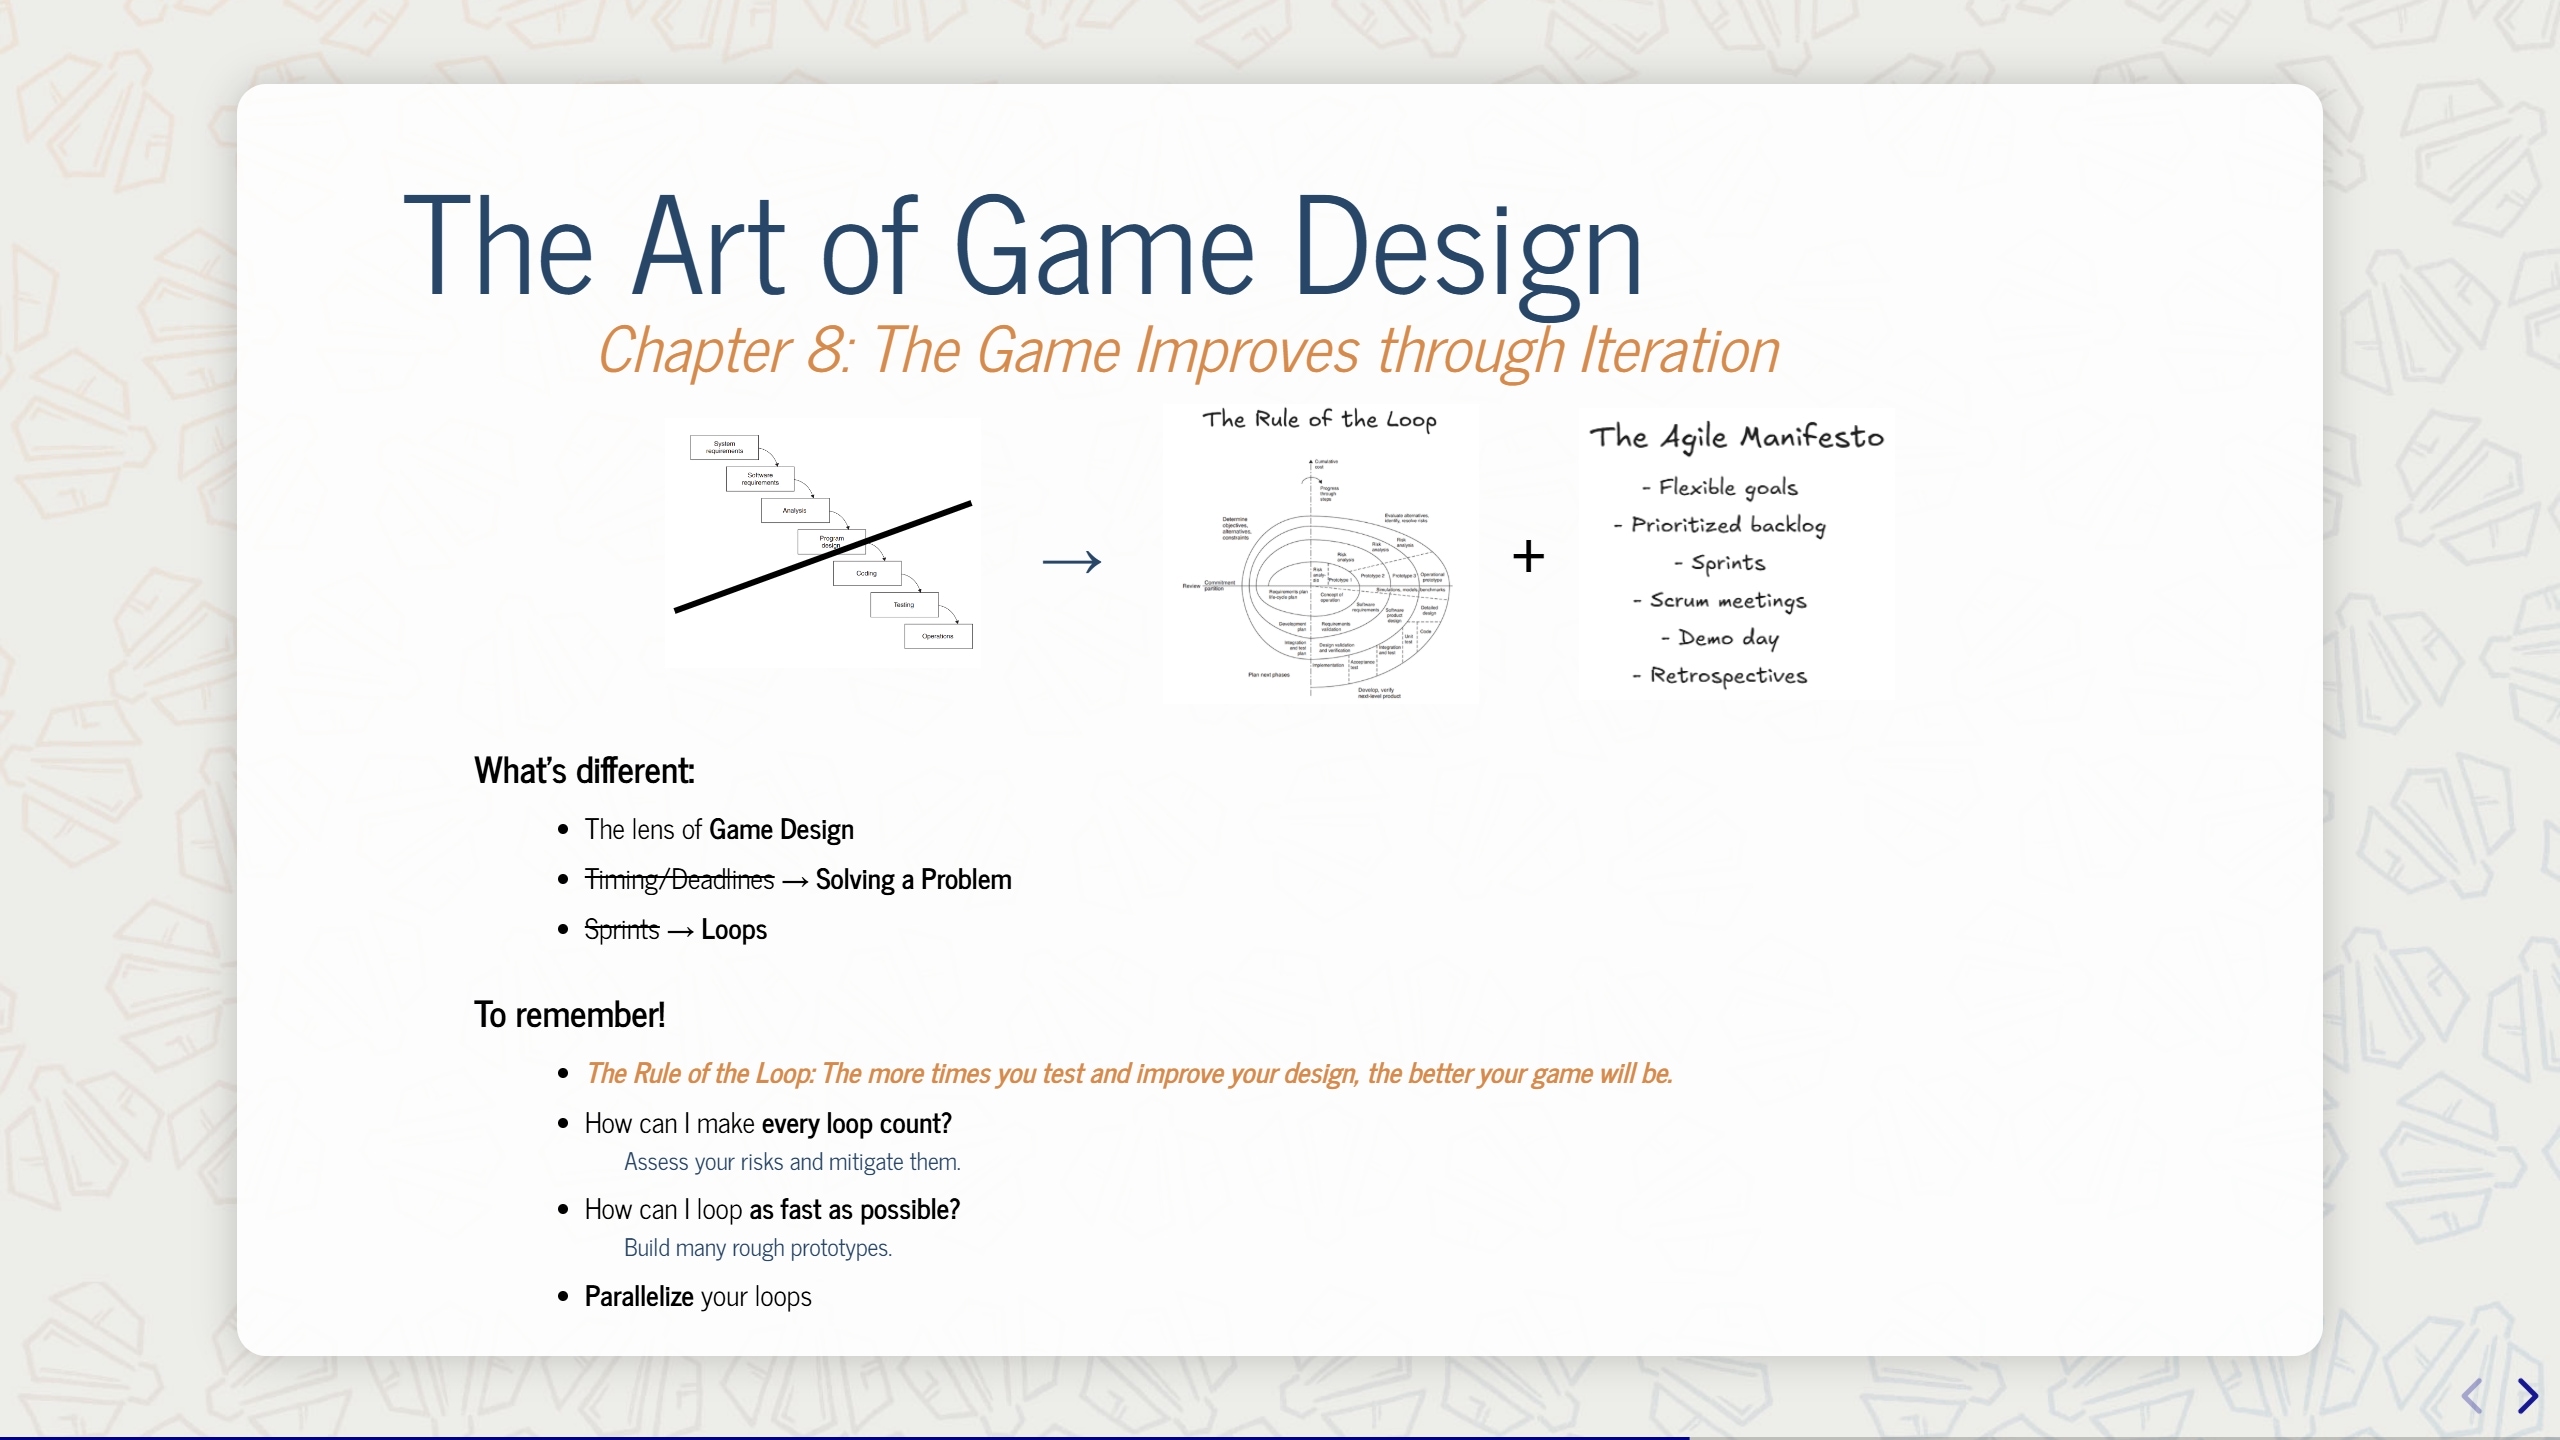 The Art of Game Design
Chapter 8: The Game Improves through Iteration
System
requirements
Software
requirements
Analysis
Program
design
Coding
Testing
Operations
→
The Rule of the Loop
Cumulative
cost
Progress
through
steps
Determine
objectives,
alternatives,
constraints
Evaluate alternatives,
identify, resolve risks
Risk
analysis
Risk
analysis
Risk
analysis
Risk
analy-
sis
Prototype 1
Prototype 2
Prototype 3
Operational
prototype
Review
Commitment
partition
Requirements plan
life-cycle plan
Concept of
operation
Simulations, models, benchmarks
Software
requirements
Software
product
design
Detailed
design
Development
plan
Requirements
validation
Code
Unit
test
Integration
and test
plan
Design validation
and verification
Integration
and test
Acceptance
test
Implementation
Plan next phases
Develop, verify
next-level product
+
The Agile Manifesto
- Flexible goals
- Prioritized backlog
- Sprints
- Scrum meetings
- Demo day
- Retrospectives
What's different:
• The lens of Game Design
• Timing/Deadlines → Solving a Problem
• Sprints → Loops
To remember!
• The Rule of the Loop: The more times you test and improve your design, the better your game will be.
• How can I make every loop count?
Assess your risks and mitigate them.
• How can I loop as fast as possible?
Build many rough prototypes.
• Parallelize your loops